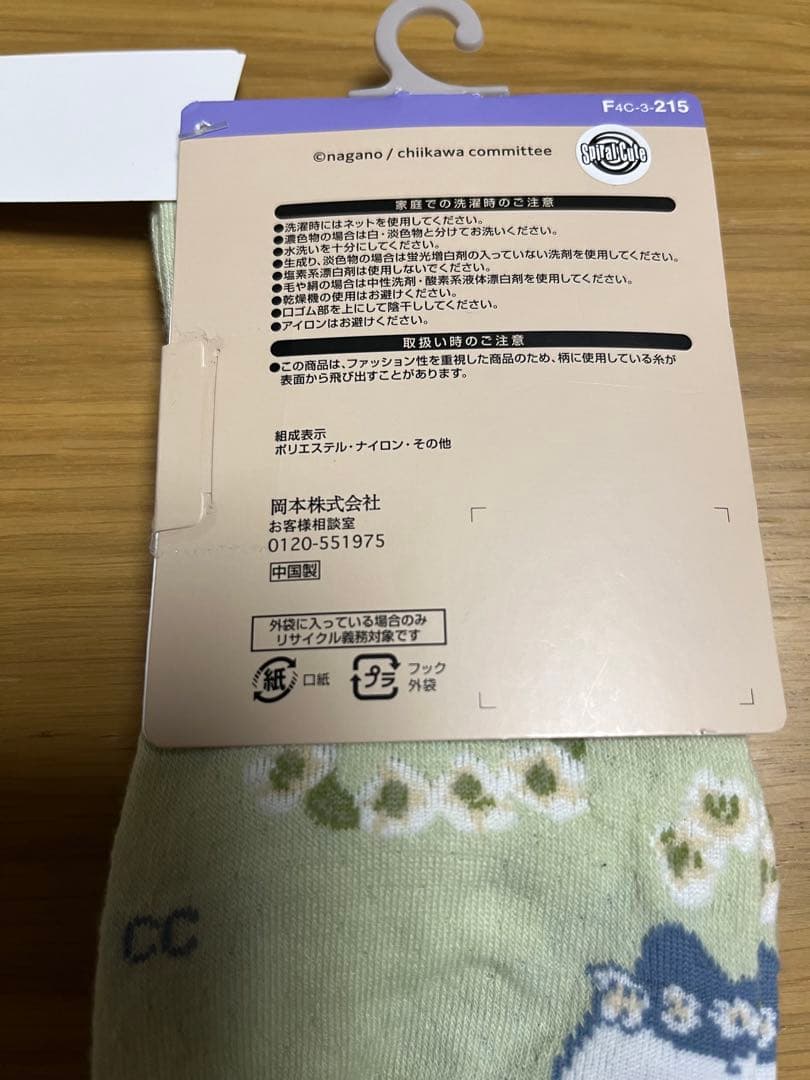 F4C-3-215
©nagano / chiikawa committee
Spiral Cute
家庭での洗濯時のご注意
●洗濯時にはネットを使用してください。
●濃色物の場合は白・淡色物と分けてお洗いください。
●水洗いを十分にしてください。
●生成り、淡色物の場合は蛍光増白剤の入っていない洗剤を使用してください。
●塩素系漂白剤は使用しないでください。
●毛や絹の場合は中性洗剤・酸素系液体漂白剤を使用してください。
●乾燥機の使用はお避けください。
●口ゴム部を上にして陰干ししてください。
●アイロンはお避けください。
取扱い時のご注意
●この商品は、ファッション性を重視した商品のため、柄に使用している糸が
表面から飛び出すことがあります。
組成表示
ポリエステル・ナイロン・その他
岡本株式会社
お客様相談室
0120-551975
中国製
外袋に入っている場合のみ
リサイクル義務対象です
紙 口紙
プラ フック
外袋
CC